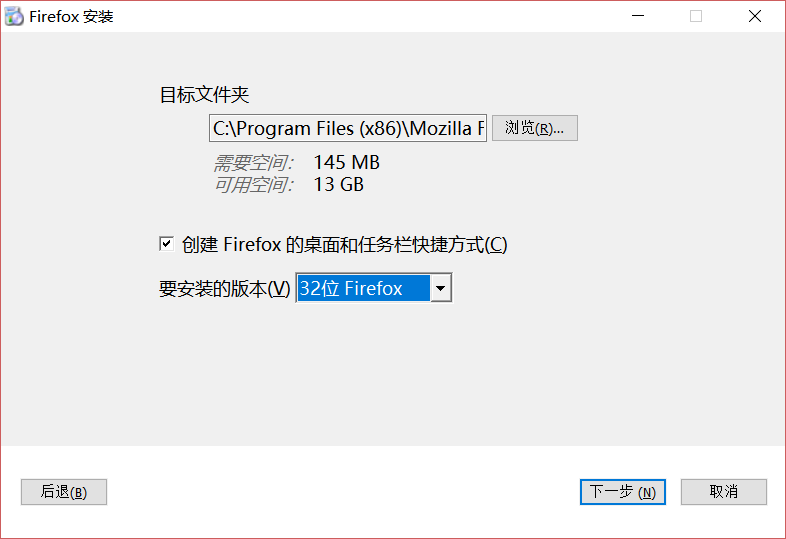 Firefox 安装
目标文件夹
C:\Program Files (x86)\Mozilla F
浏览(R)...
需要空间： 145 MB
可用空间： 13 GB
创建 Firefox 的桌面和任务栏快捷方式(C)
要安装的版本(V) 32位 Firefox
后退(B) 下一步 (N) 取消